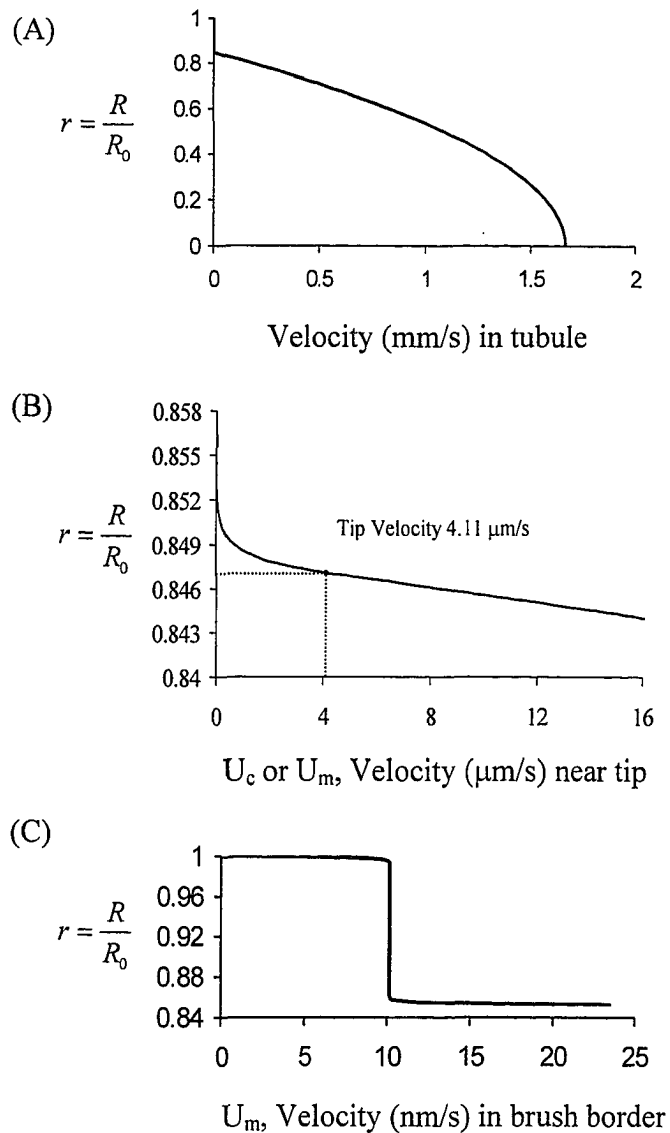 (A)
1
0.8
0.6
0.4
0.2
0
r = R/R₀
0 0.5 1 1.5 2
Velocity (mm/s) in tubule
(B)
0.858
0.855
0.852
0.849
0.846
0.843
0.84
r = R/R₀
Tip Velocity 4.11 μm/s
0 4 8 12 16
U_c or U_m, Velocity (μm/s) near tip
(C)
1
0.96
0.92
0.88
0.84
r = R/R₀
0 5 10 15 20 25
U_m, Velocity (nm/s) in brush border